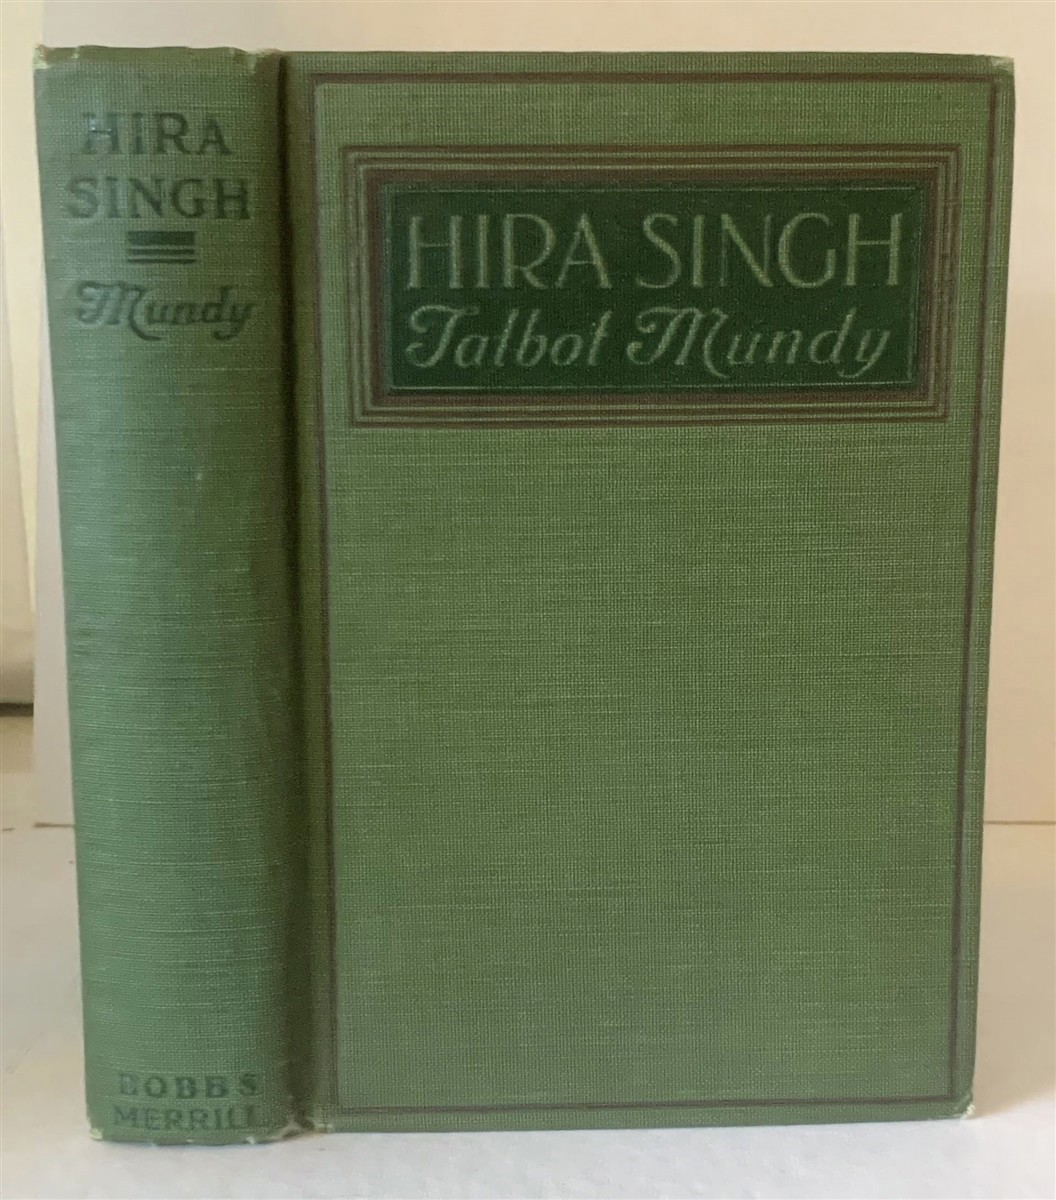 HIRA
SINGH
Mundy
BOBBS
MERRILL
HIRA SINGH
Talbot Mundy